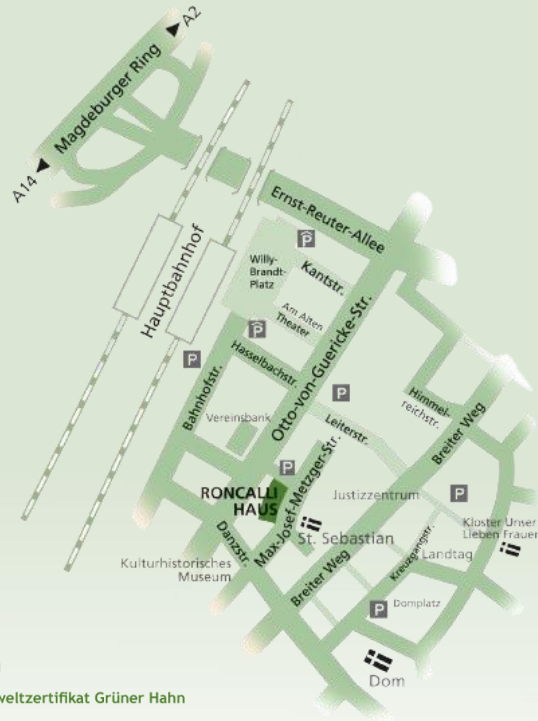 A2
Magdeburger Ring
A14
Ernst-Reuter-Allee
Hauptbahnhof
P
Willy-
Brandt-
Platz
Kantstr.
Am Alten
Theater
P
Otto-von-Guericke-Str.
Hasselbachstr.
P
Bahnhofstr.
P
Himmel-
reichstr.
Breiter Weg
Vereinsbank
Leiterstr.
P
RONCALLI
HAUS
Max-Josef-Metzger-Str.
Justizzentrum
P
Kloster Unser
Lieben Frauen
St. Sebastian
Danzstr.
Kreuzgangstr.
Landtag
Kulturhistorisches
Museum
Breiter Weg
P
Domplatz
Dom
weltzertifikat Grüner Hahn